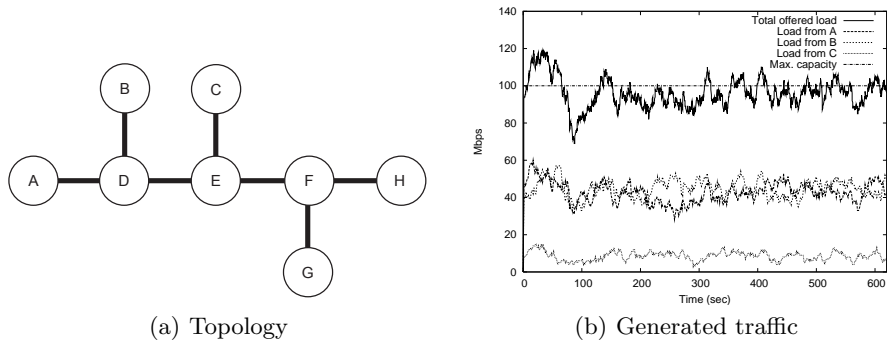 B
C
A
D
E
F
H
G
(a) Topology
140
120
100
80
60
40
20
0
Mbps
Total offered load
Load from A
Load from B
Load from C
Max. capacity
0 100 200 300 400 500 600
Time (sec)
(b) Generated traffic